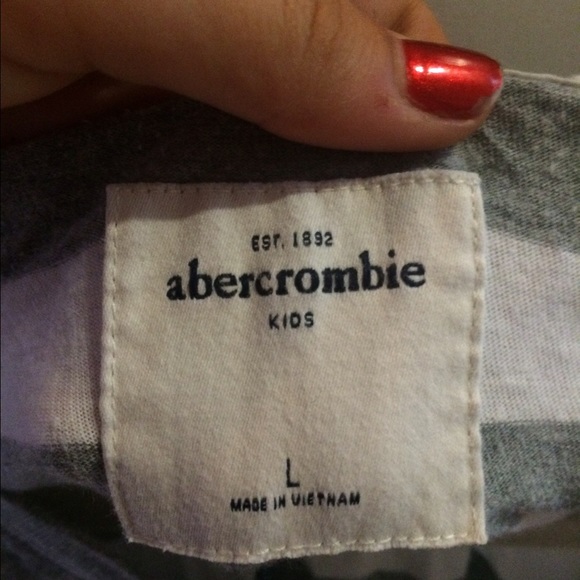 EST. 1892
abercrombie
KIDS
L
MADE IN VIETNAM